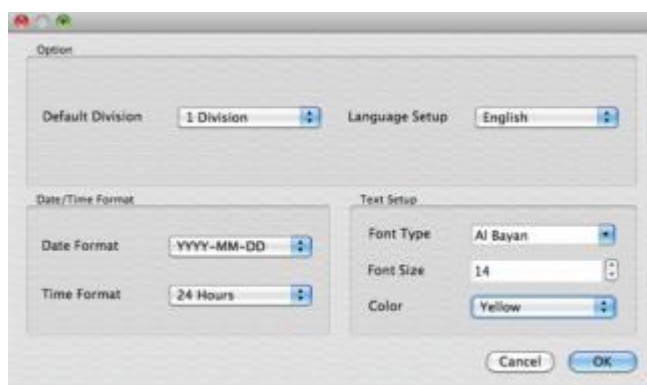 Option
Default Division 1 Division Language Setup English
Date/Time Format Text Setup
Date Format YYYY-MM-DD Font Type Al Bayan
Font Size 14
Time Format 24 Hours Color Yellow
Cancel OK